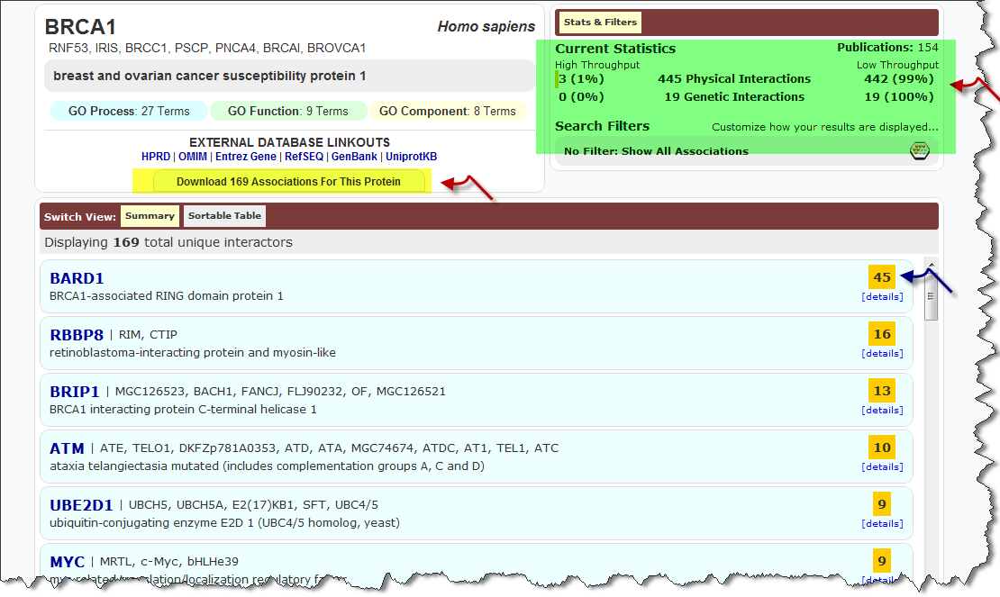 BRCA1
Homo sapiens
RNF53, IRIS, BRCC1, PSCP, PNCA4, BRCAI, BROVCA1
breast and ovarian cancer susceptibility protein 1
GO Process: 27 Terms
GO Function: 9 Terms
GO Component: 8 Terms
EXTERNAL DATABASE LINKOUTS
HPRD | OMIM | Entrez Gene | RefSEQ | GenBank | UniprotKB
Download 169 Associations For This Protein
Stats & Filters
Current Statistics
Publications: 154
High Throughput
Low Throughput
3 (1%)
445 Physical Interactions
442 (99%)
0 (0%)
19 Genetic Interactions
19 (100%)
Search Filters
Customize how your results are displayed...
No Filter: Show All Associations
Switch View:
Summary
Sortable Table
Displaying 169 total unique interactors
BARD1
45
BRCA1-associated RING domain protein 1
[details]
RBBP8 | RIM, CTIP
16
retinoblastoma-interacting protein and myosin-like
[details]
BRIP1 | MGC126523, BACH1, FANCJ, FLJ90232, OF, MGC126521
13
BRCA1 interacting protein C-terminal helicase 1
[details]
ATM | ATE, TELO1, DKFZp781A0353, ATD, ATA, MGC74674, ATDC, AT1, TEL1, ATC
10
ataxia telangiectasia mutated (includes complementation groups A, C and D)
[details]
UBE2D1 | UBCH5, UBCH5A, E2(17)KB1, SFT, UBC4/5
9
ubiquitin-conjugating enzyme E2D 1 (UBC4/5 homolog, yeast)
[details]
MYC | MRTL, c-Myc, bHLHe39
9